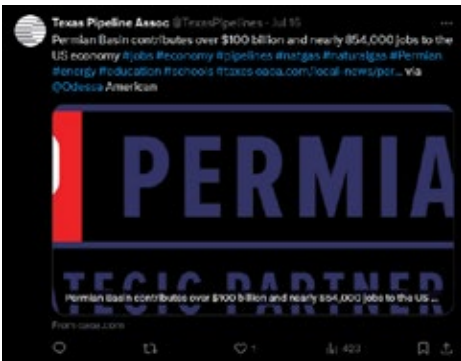 Texas Pipeline Assoc @TexasPipelines · Jul 16
Permian Basin contributes over $100 billion and nearly 854,000 jobs to the
US economy #jobs #economy #pipelines #natgas #naturalgas #Permian
#energy #education #schools #taxes oaoa.com/local-news/per... via
@Odessa American
PERMIA
TEGIC PARTNER
Permian Basin contributes over $100 billion and nearly 854,000 jobs to the US ...
From oaoa.com
1
423